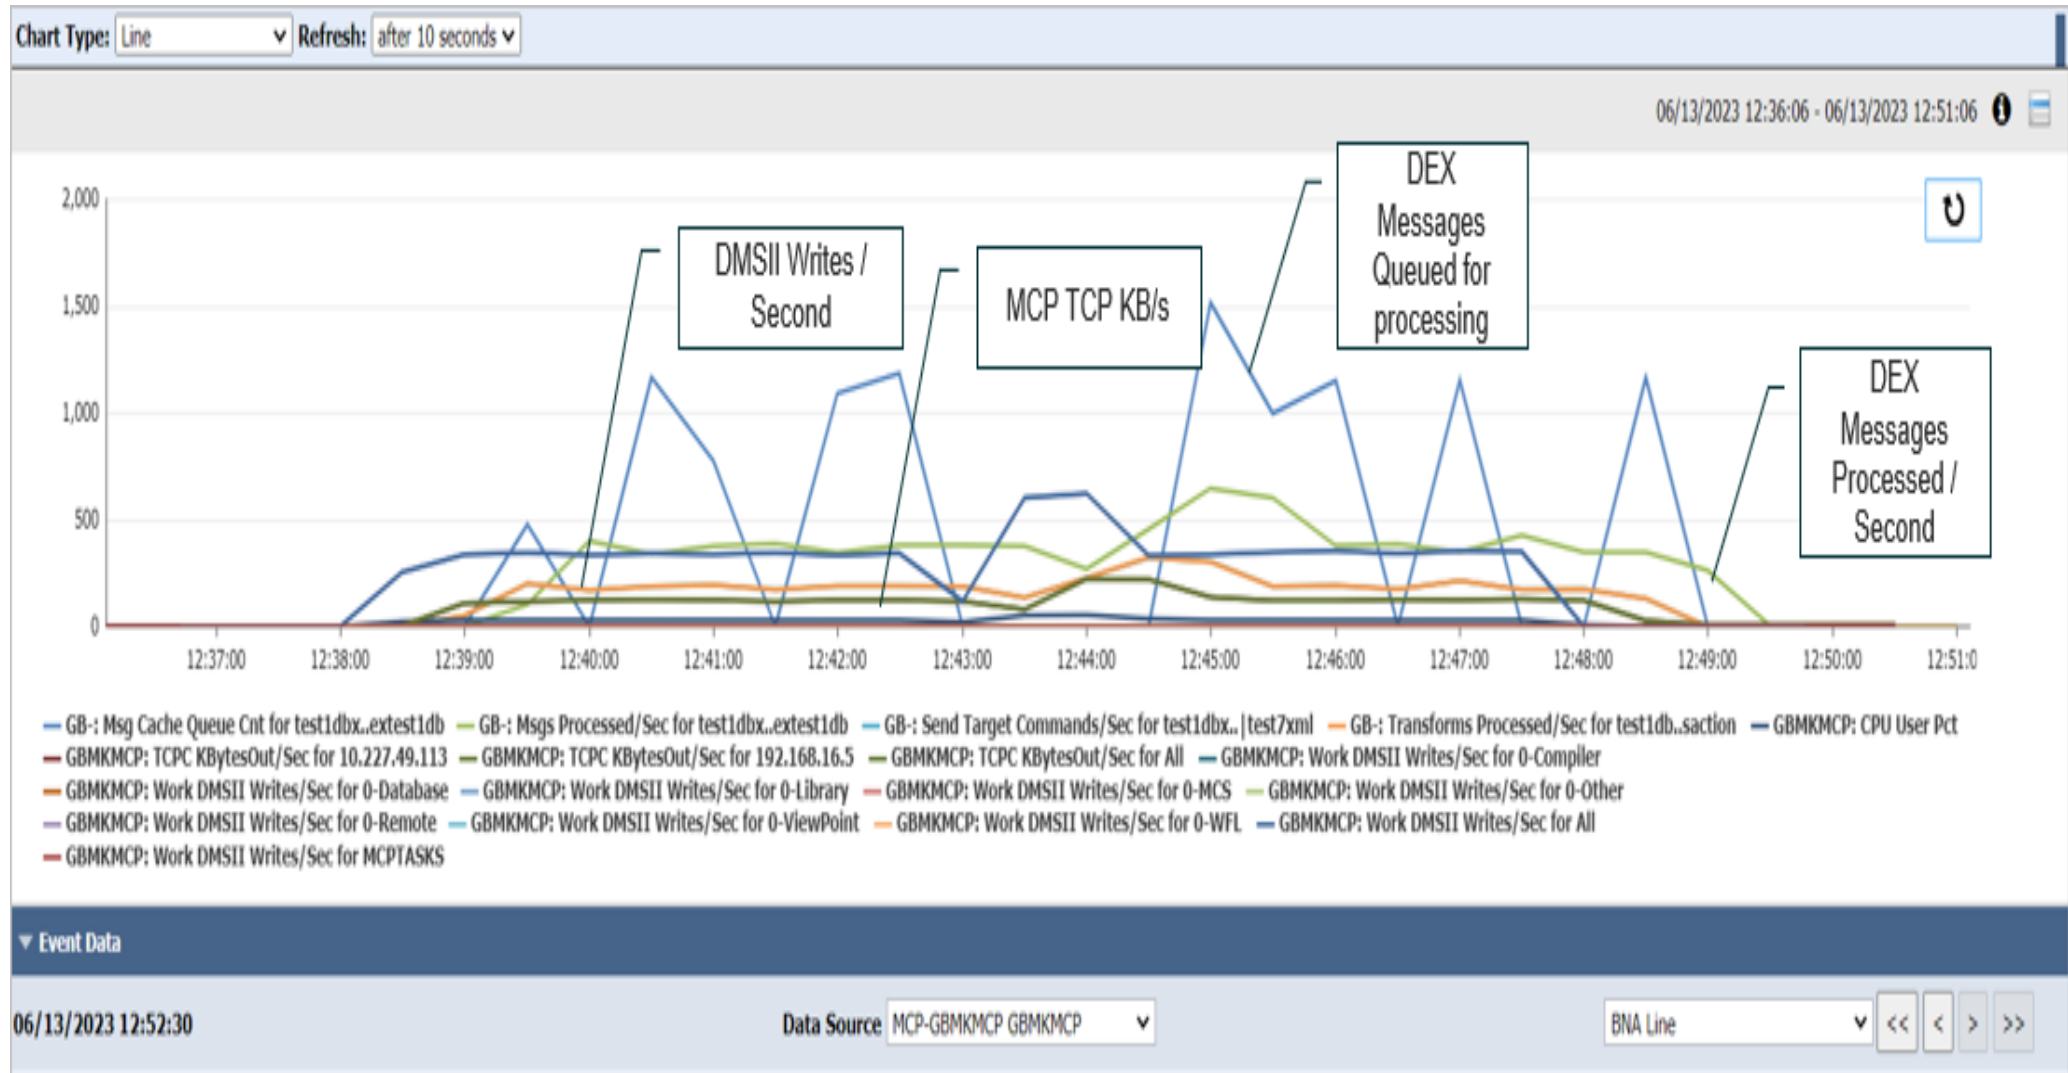 Chart Type: Line Refresh: after 10 seconds
06/13/2023 12:36:06 - 06/13/2023 12:51:06
2,000
1,500
1,000
500
0
DMSII Writes /
Second
MCP TCP KB/s
DEX
Messages
Queued for
processing
DEX
Messages
Processed /
Second
12:37:00 12:38:00 12:39:00 12:40:00 12:41:00 12:42:00 12:43:00 12:44:00 12:45:00 12:46:00 12:47:00 12:48:00 12:49:00 12:50:00 12:51:0
GB-: Msg Cache Queue Cnt for test1dbx..extest1db GB-: Msgs Processed/Sec for test1dbx..extest1db GB-: Send Target Commands/Sec for test1dbx..|test7xml GB-: Transforms Processed/Sec for test1db..saction GBMKMCP: CPU User Pct
GBMKMCP: TCPC KBytesOut/Sec for 10.227.49.113 GBMKMCP: TCPC KBytesOut/Sec for 192.168.16.5 GBMKMCP: TCPC KBytesOut/Sec for All GBMKMCP: Work DMSII Writes/Sec for 0-Compiler
GBMKMCP: Work DMSII Writes/Sec for 0-Database GBMKMCP: Work DMSII Writes/Sec for 0-Library GBMKMCP: Work DMSII Writes/Sec for 0-MCS GBMKMCP: Work DMSII Writes/Sec for 0-Other
GBMKMCP: Work DMSII Writes/Sec for 0-Remote GBMKMCP: Work DMSII Writes/Sec for 0-ViewPoint GBMKMCP: Work DMSII Writes/Sec for 0-WFL GBMKMCP: Work DMSII Writes/Sec for All
GBMKMCP: Work DMSII Writes/Sec for MCPTASKS
Event Data
06/13/2023 12:52:30 Data Source MCP-GBMKMCP GBMKMCP BNA Line << < > >>